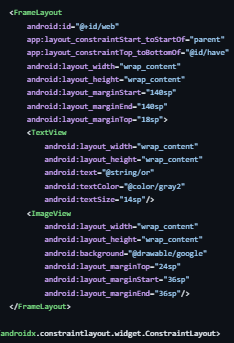 <FrameLayout
android:id="@+id/web"
app:layout_constraintStart_toStartOf="parent"
app:layout_constraintTop_toBottomOf="@id/have"
android:layout_width="wrap_content"
android:layout_height="wrap_content"
android:layout_marginStart="140sp"
android:layout_marginEnd="140sp"
android:layout_marginTop="18sp">
<TextView
android:layout_width="wrap_content"
android:layout_height="wrap_content"
android:text="@string/or"
android:textColor="@color/gray2"
android:textSize="14sp"/>
<ImageView
android:layout_width="wrap_content"
android:layout_height="wrap_content"
android:background="@drawable/google"
android:layout_marginTop="24sp"
android:layout_marginStart="36sp"
android:layout_marginEnd="36sp"/>
</FrameLayout>
androidx.constraintlayout.widget.ConstraintLayout>